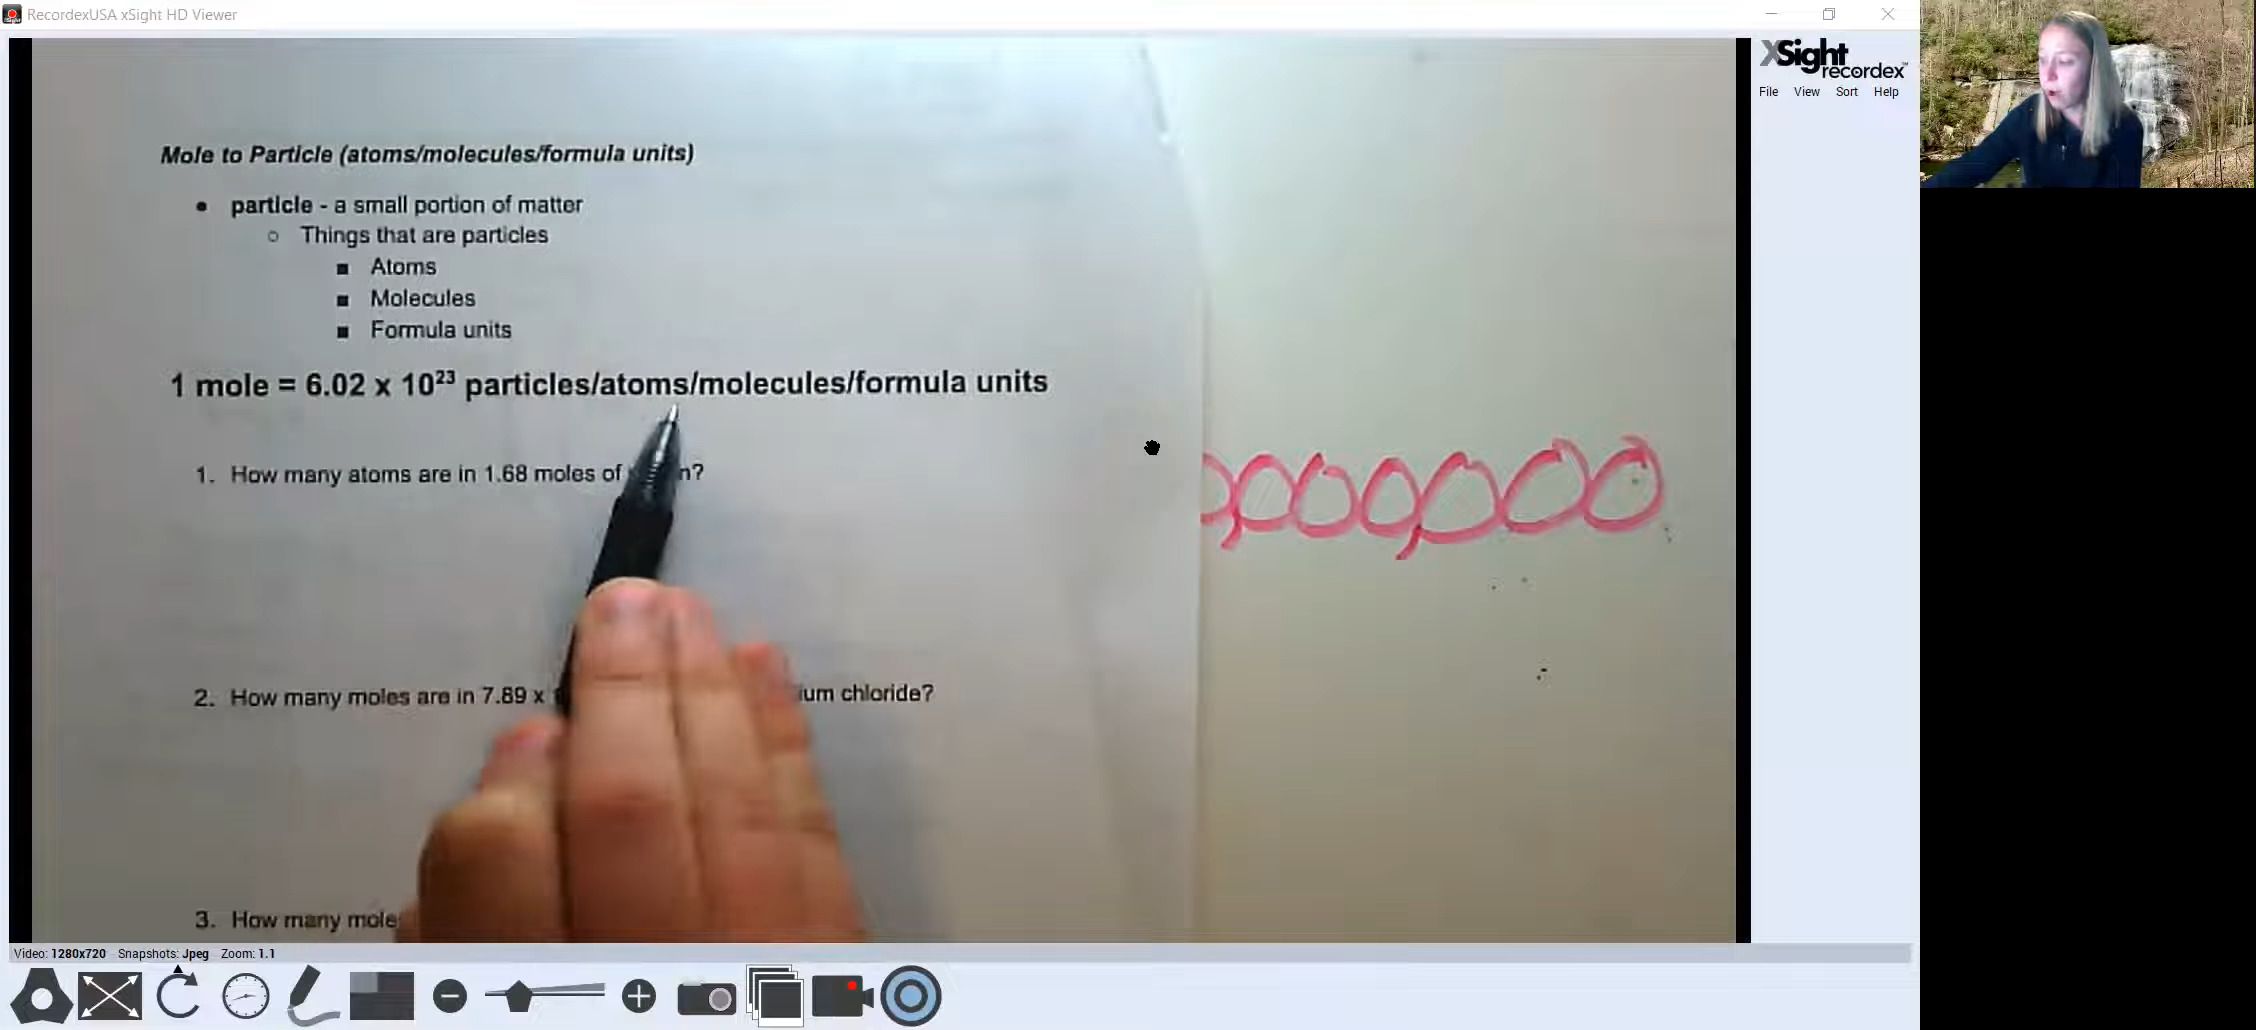 RecordexUSA xSight HD Viewer
XSight
recordex™
File View Sort Help
Mole to Particle (atoms/molecules/formula units)
• particle - a small portion of matter
○ Things that are particles
■ Atoms
■ Molecules
■ Formula units
1 mole = 6.02 x 10²³ particles/atoms/molecules/formula units
1. How many atoms are in 1.68 moles of
2. How many moles are in 7.89 x chloride?
3. How many
000,000
Video: 1280x720 Snapshots: Jpeg Zoom: 1.1